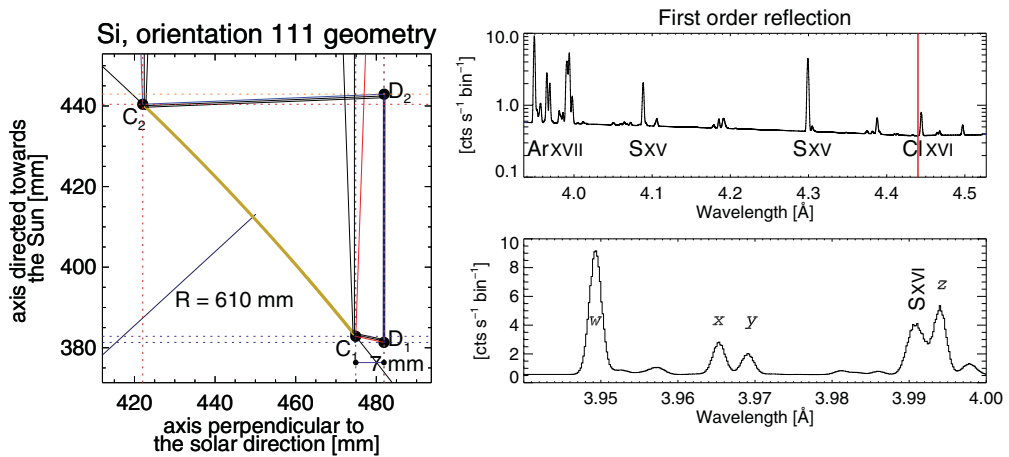 Si, orientation 111 geometry
axis directed towards
the Sun [mm]
440
420
400
380
C2
D2
R = 610 mm
C1
D1
7 mm
420 440 460 480
axis perpendicular to
the solar direction [mm]
First order reflection
[cts s⁻¹ bin⁻¹]
10.0
1.0
0.1
Ar XVII
S XV
S XV
Cl XVI
4.0 4.1 4.2 4.3 4.4 4.5
Wavelength [Å]
[cts s⁻¹ bin⁻¹]
10
8
6
4
2
0
w
x
y
S XVI
z
3.95 3.96 3.97 3.98 3.99 4.00
Wavelength [Å]